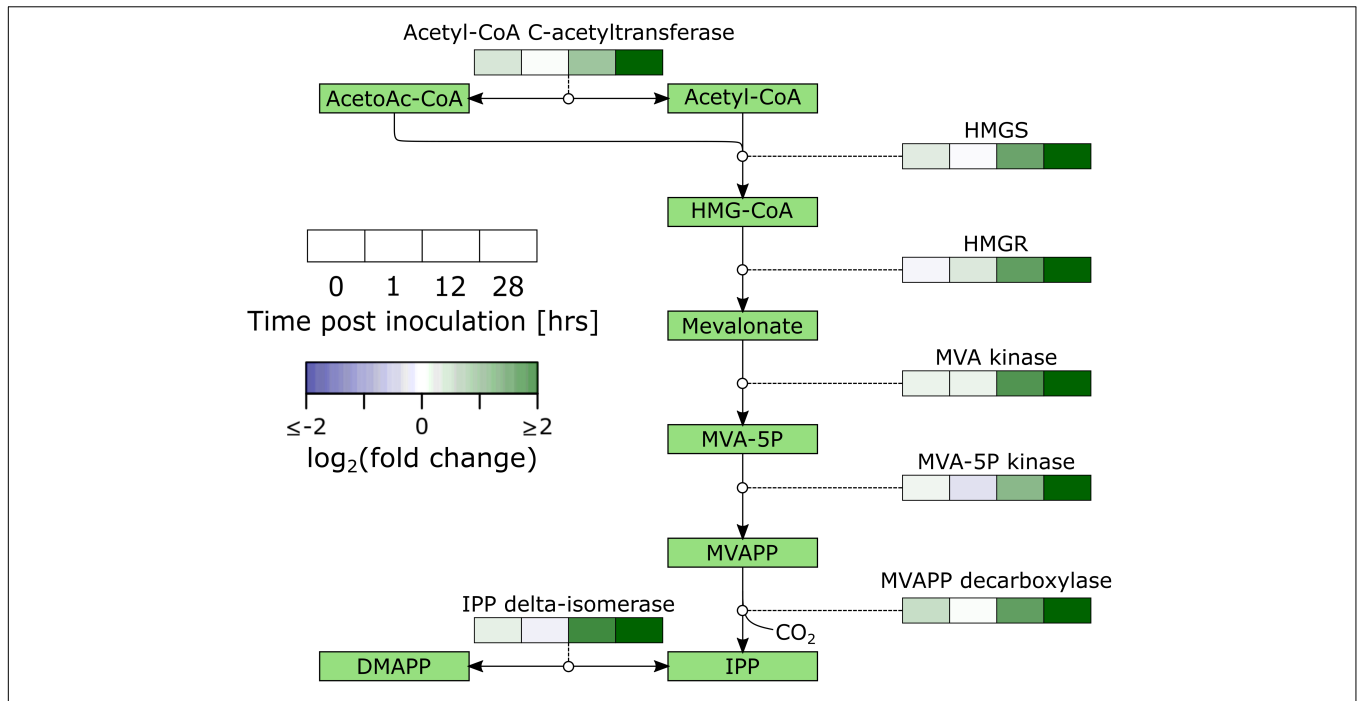 Acetyl-CoA C-acetyltransferase
AcetoAc-CoA
Acetyl-CoA
HMGS
HMG-CoA
HMGR
0 1 12 28
Time post inoculation [hrs]
Mevalonate
MVA kinase
≤-2 0 ≥2
log₂(fold change)
MVA-5P
MVA-5P kinase
MVAPP
MVAPP decarboxylase
IPP delta-isomerase
CO₂
DMAPP
IPP